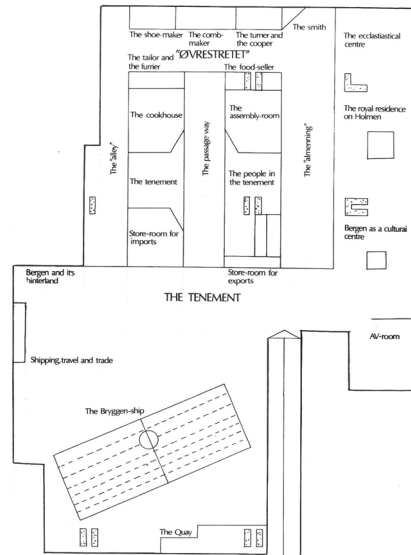 The shoe-maker
The comb-
maker
The turner and
the cooper
The smith
"ØVRESTRETET"
The tailor and
the furrier
The food-seller
The ecclastiastical
centre
The cookhouse
The
assembly-room
The royal residence
on Holmen
The "alley"
The passage way
The "almenning"
The tenement
The people in
the tenement
Store-room for
imports
Bergen as a cultural
centre
Bergen and its
hinterland
Store-room for
exports
THE TENEMENT
AV-room
Shipping, travel and trade
The Bryggen-ship
The Quay